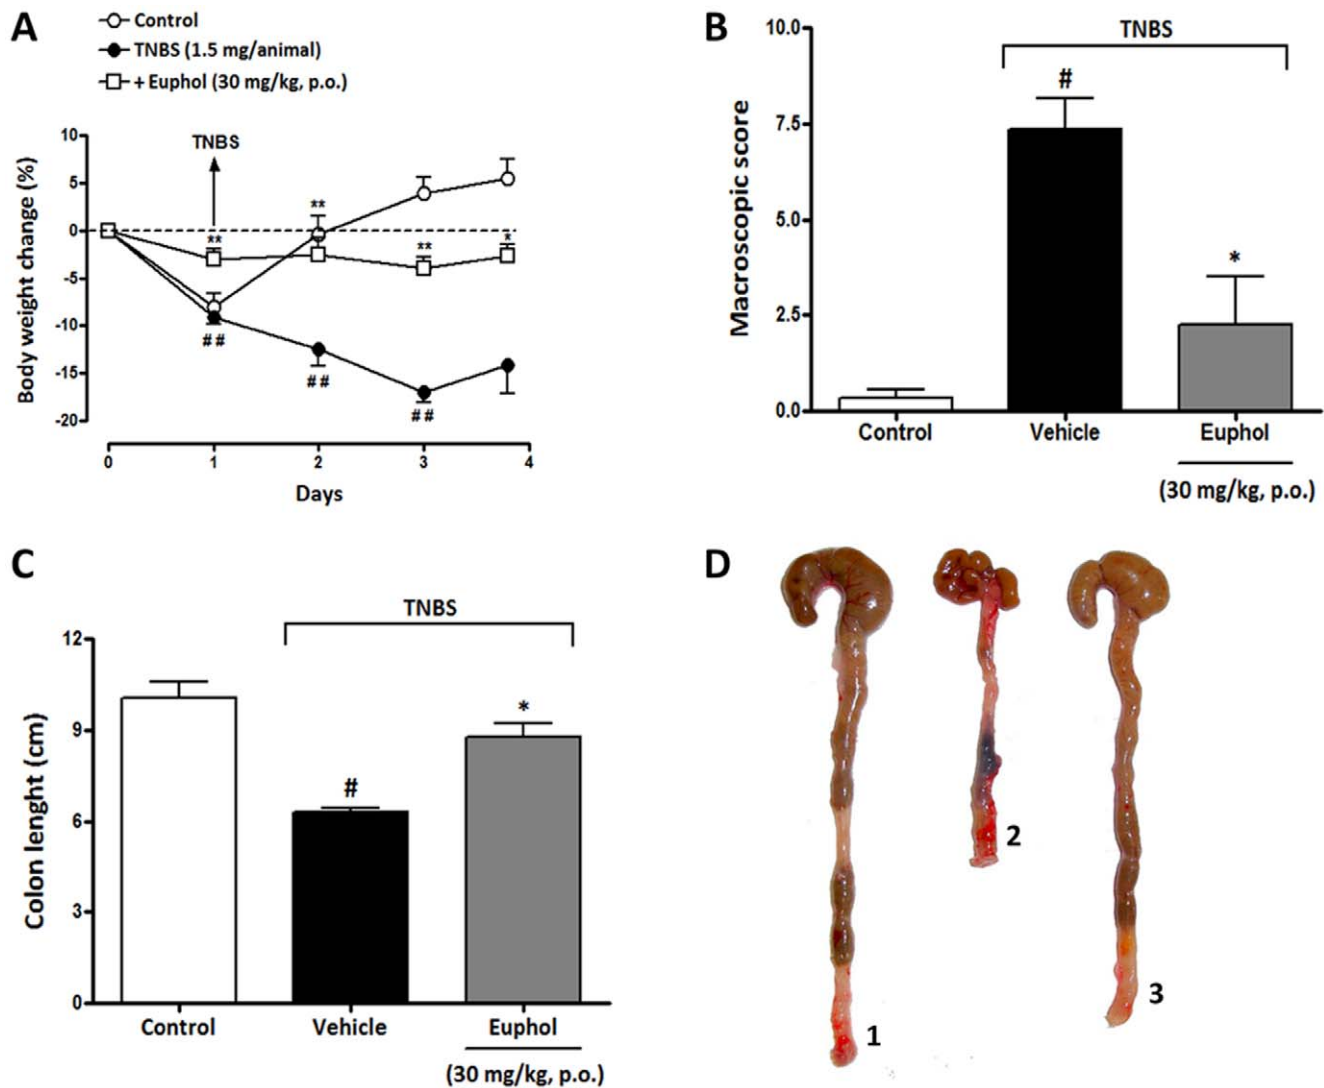 A
Control
TNBS (1.5 mg/animal)
+ Euphol (30 mg/kg, p.o.)
Body weight change (%)
10
5
0
-5
-10
-15
-20
TNBS
**
**
**
*
##
##
##
0
1
2
3
4
Days
B
Macroscopic score
10.0
7.5
5.0
2.5
0.0
TNBS
#
*
Control
Vehicle
Euphol
(30 mg/kg, p.o.)
C
Colon lenght (cm)
12
9
6
3
0
TNBS
#
*
Control
Vehicle
Euphol
(30 mg/kg, p.o.)
D
1
2
3